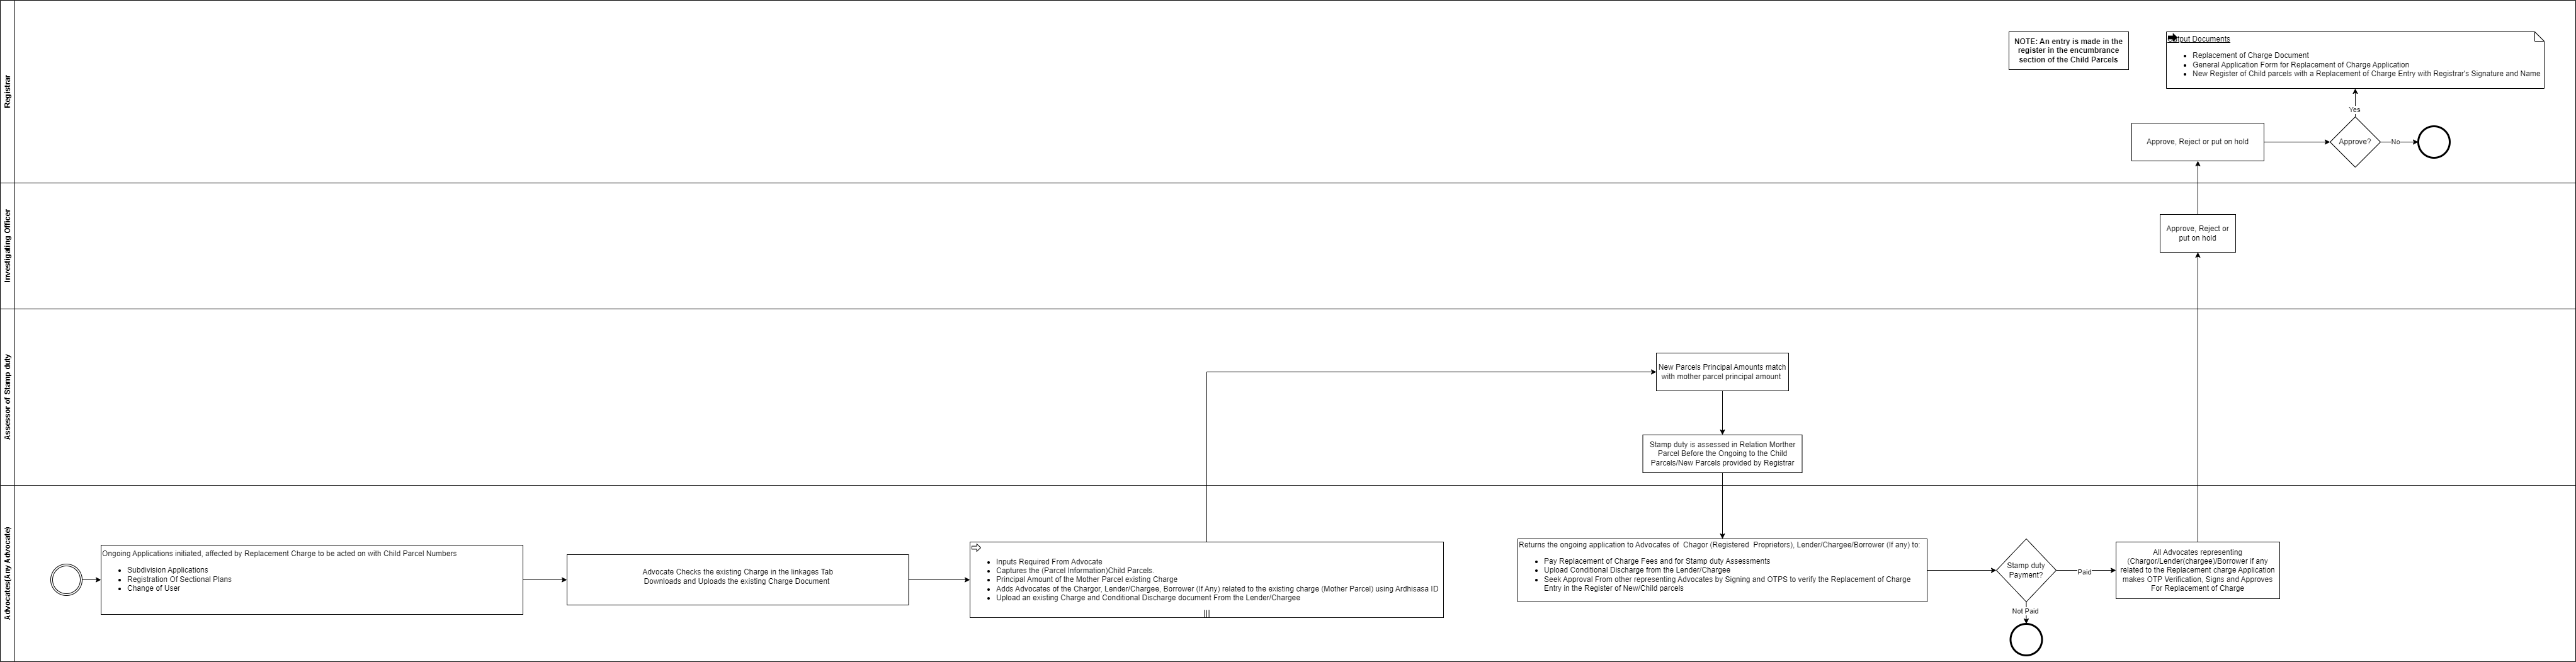 Registrar
NOTE: An entry is made in the
register in the encumbrance
section of the Child Parcels
Output Documents
Replacement of Charge Document
General Application Form for Replacement of Charge Application
New Register of Child parcels with a Replacement of Charge Entry with Registrar's Signature and Name
Yes
Approve, Reject or put on hold
Approve?
No
Investigating Officer
Approve, Reject or
put on hold
Assessor of Stamp duty
New Parcels Principal Amounts match
with mother parcel principal amount
Stamp duty is assessed in Relation Morther
Parcel Before the Ongoing to the Child
Parcels/New Parcels provided by Registrar
Advocates(Any Advocate)
Ongoing Applications initiated, affected by Replacement Charge to be acted on with Child Parcel Numbers
Subdivision Applications
Registration Of Sectional Plans
Change of User
Advocate Checks the existing Charge in the linkages Tab
Downloads and Uploads the existing Charge Document
Inputs Required From Advocate
Captures the (Parcel Information)Child Parcels.
Principal Amount of the Mother Parcel existing Charge
Adds Advocates of the Chargor, Lender/Chargee, Borrower (If Any) related to the existing charge (Mother Parcel) using Ardhisasa ID
Upload an existing Charge and Conditional Discharge document From the Lender/Chargee
Returns the ongoing application to Advocates of Chagor (Registered Proprietors), Lender/Chargee/Borrower (If any) to:
Pay Replacement of Charge Fees and for Stamp duty Assessments
Upload Conditional Discharge from the Lender/Chargee
Seek Approval From other representing Advocates by Signing and OTPS to verify the Replacement of Charge
Entry in the Register of New/Child parcels
Stamp duty
Payment?
Paid
Not Paid
All Advocates representing
(Chargor/Lender(chargee)/Borrower if any
related to the Replacement charge Application
makes OTP Verification, Signs and Approves
For Replacement of Charge